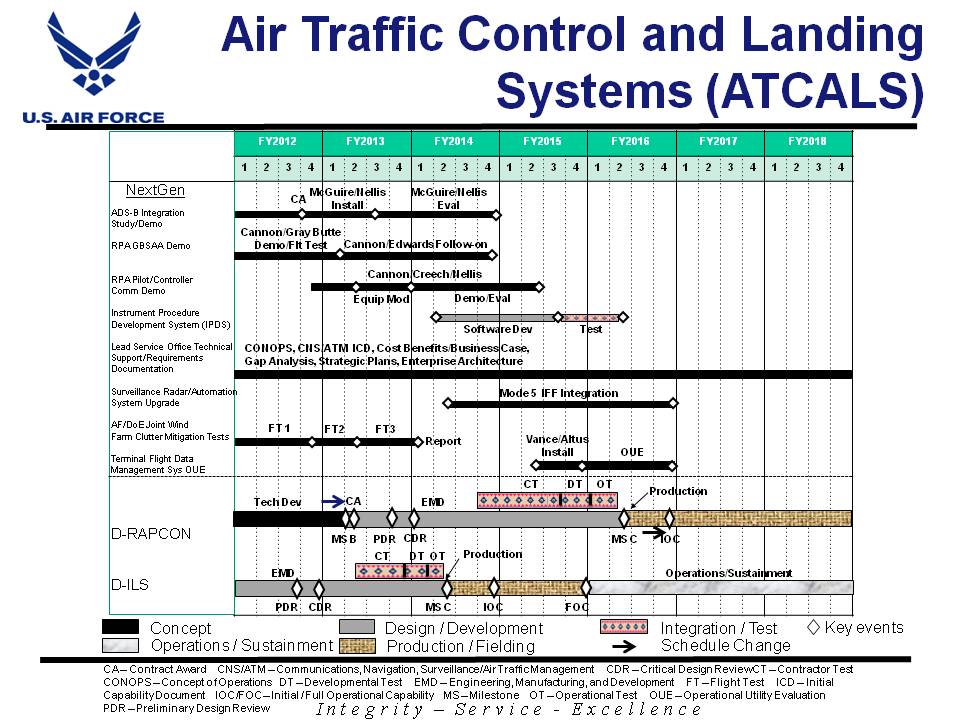 Air Traffic Control and Landing
Systems (ATCALS)
U.S. AIR FORCE
FY2012 FY2013 FY2014 FY2015 FY2016 FY2017 FY2018
1 2 3 4 1 2 3 4 1 2 3 4 1 2 3 4 1 2 3 4 1 2 3 4 1 2 3 4
NextGen
ADS-B Integration
Study/Demo
CA
McGuire/Nellis
Install
McGuire/Nellis
Eval
RPA GBSAA Demo
Cannon/Gray Butte
Demo/Flt Test
Cannon/Edwards Follow-on
RPA Pilot/Controller
Comm Demo
Cannon/Creech/Nellis
Equip Mod
Demo/Eval
Instrument Procedure
Development System (IPDS)
Software Dev
Test
Lead Service Office Technical
Support/Requirements
Documentation
CONOPS, CNS/ATM ICD, Cost Benefits/Business Case,
Gap Analysis, Strategic Plans, Enterprise Architecture
Surveillance Radar/Automation
System Upgrade
Mode 5 IFF Integration
AF/DoE Joint Wind
Farm Clutter Mitigation Tests
FT 1 FT2 FT3
Report
Terminal Flight Data
Management Sys OUE
Vance/Altus
Install
OUE
CT DT OT
Production
Tech Dev
CA
EMD
D-RAPCON
MS B PDR CDR
MS C IOC
CT DT OT
Production
D-ILS
EMD
Operations/Sustainment
PDR CDR MSC IOC FOC
Concept Design / Development Integration / Test Key events
Operations / Sustainment Production / Fielding Schedule Change
CA – Contract Award CNS/ATM – Communications, Navigation, Surveillance/Air Traffic Management CDR – Critical Design ReviewCT – Contractor Test
CONOPS – Concept of Operations DT – Developmental Test EMD – Engineering, Manufacturing, and Development FT – Flight Test ICD – Initial
Capability Document IOC/FOC – Initial / Full Operational Capability MS – Milestone OT – Operational Test OUE – Operational Utility Evaluation
PDR – Preliminary Design Review
Integrity – Service - Excellence